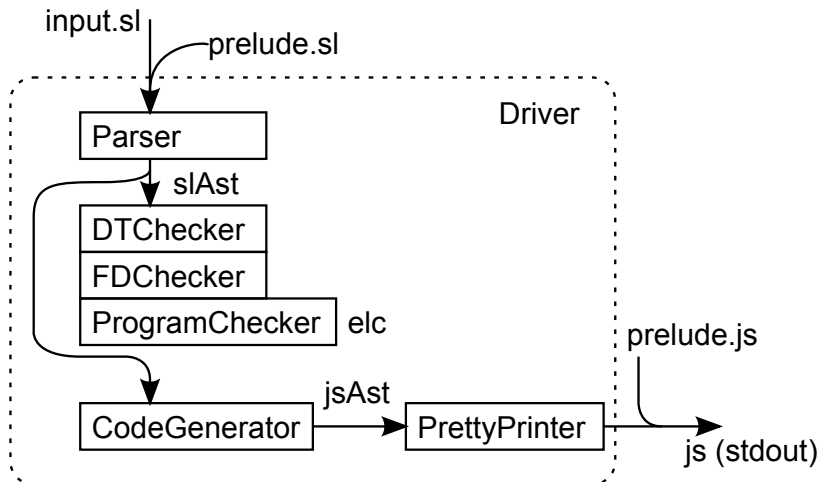 input.sl
prelude.sl
Driver
Parser
slAst
DTChecker
FDChecker
ProgramChecker elc
prelude.js
jsAst
CodeGenerator
PrettyPrinter
js (stdout)